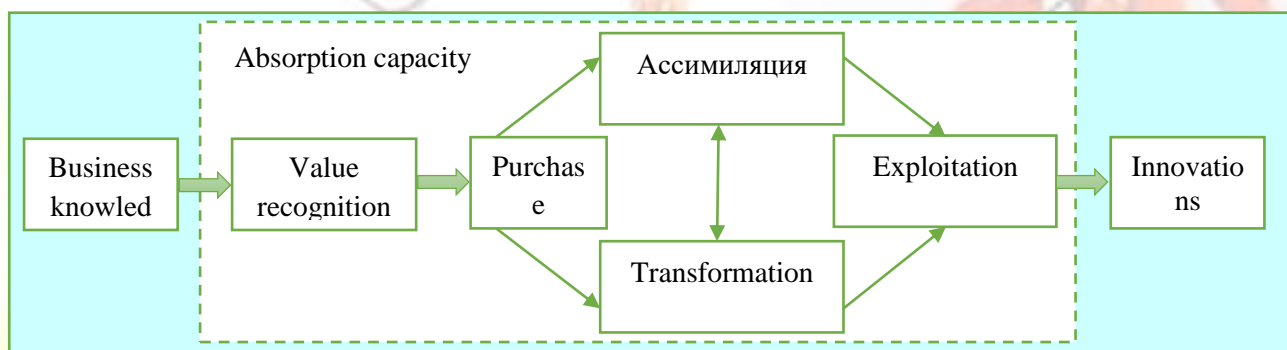 Absorption capacity
Ассимиляция
Business
knowled
Value
recognition
Purchas
e
Exploitation
Innovatio
ns
Transformation